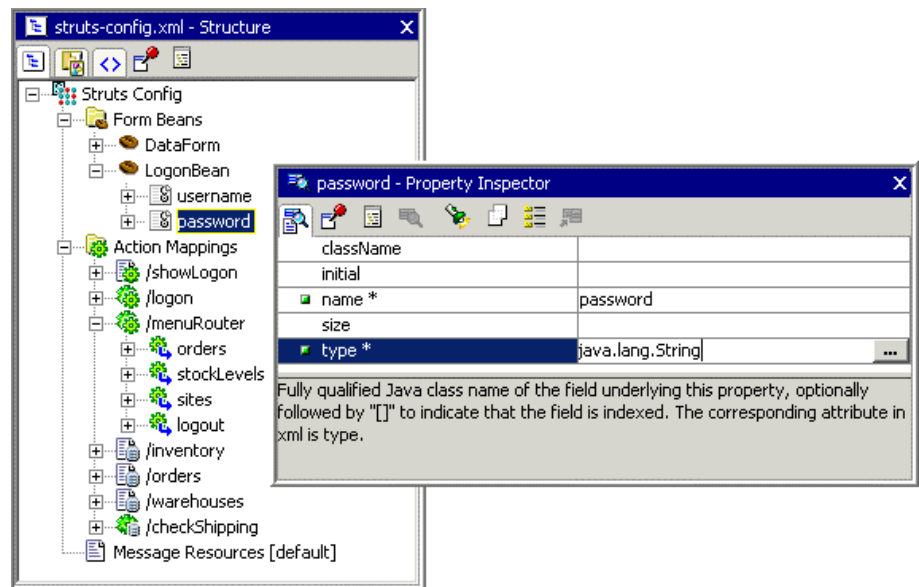 struts-config.xml - Structure
Struts Config
Form Beans
DataForm
LogonBean
username
password
Action Mappings
/showLogon
/logon
/menuRouter
orders
stockLevels
sites
logout
/inventory
/orders
/warehouses
/checkShipping
Message Resources [default]
password - Property Inspector
className
initial
name * password
size
type * java.lang.String ...
Fully qualified Java class name of the field underlying this property, optionally
followed by "[]" to indicate that the field is indexed. The corresponding attribute in
xml is type.